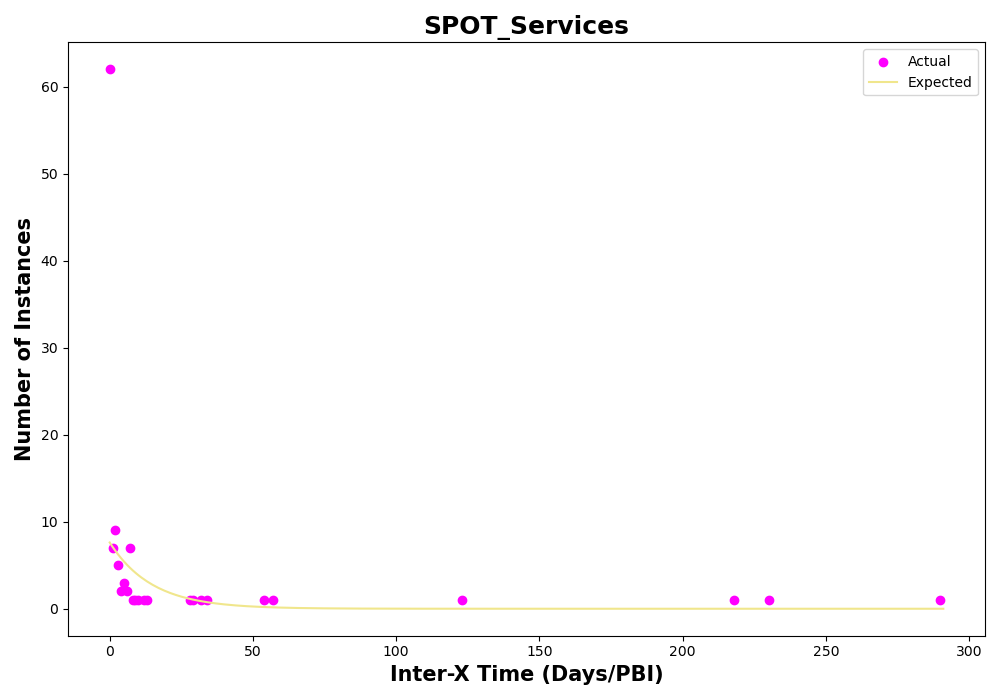 SPOT_Services
Actual
Expected
Number of Instances
60
50
40
30
20
10
0
0 50 100 150 200 250 300
Inter-X Time (Days/PBI)